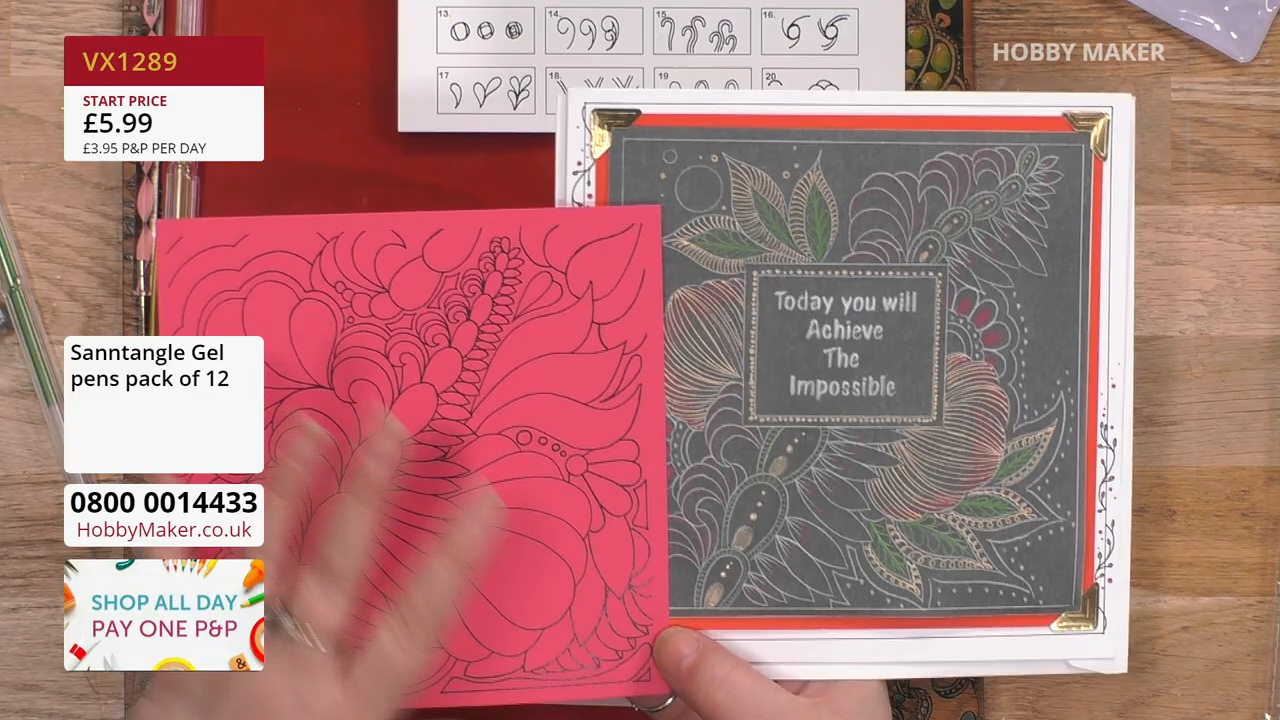 VX1289
START PRICE
£5.99
£3.95 P&P PER DAY
Sanntangle Gel
pens pack of 12
0800 0014433
HobbyMaker.co.uk
SHOP ALL DAY
PAY ONE P&P
HOBBY MAKER
13.
14
15
16.
17
18.
19
20
Today you will
Achieve
The
Impossible